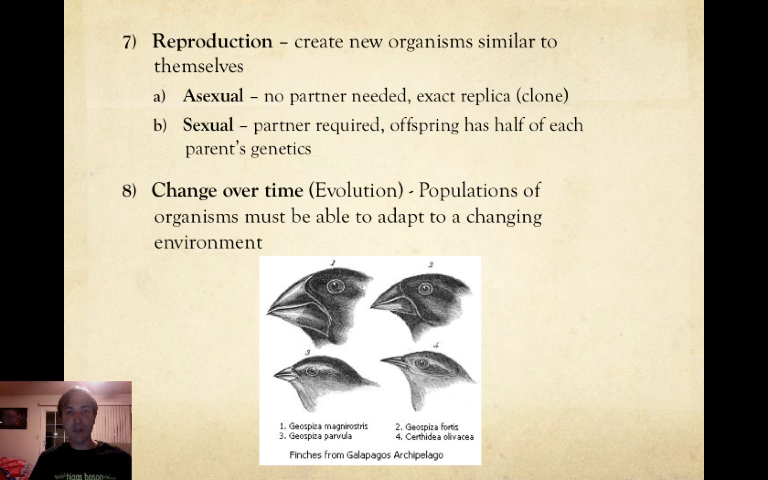 7) Reproduction – create new organisms similar to
themselves
a) Asexual – no partner needed, exact replica (clone)
b) Sexual – partner required, offspring has half of each
parent's genetics
8) Change over time (Evolution) - Populations of
organisms must be able to adapt to a changing
environment
1 2
3 4
1. Geospiza magnirostris 2. Geospiza fortis
3. Geospiza parvula 4. Certhidea olivacea
Finches from Galapagos Archipelago
higgs boson